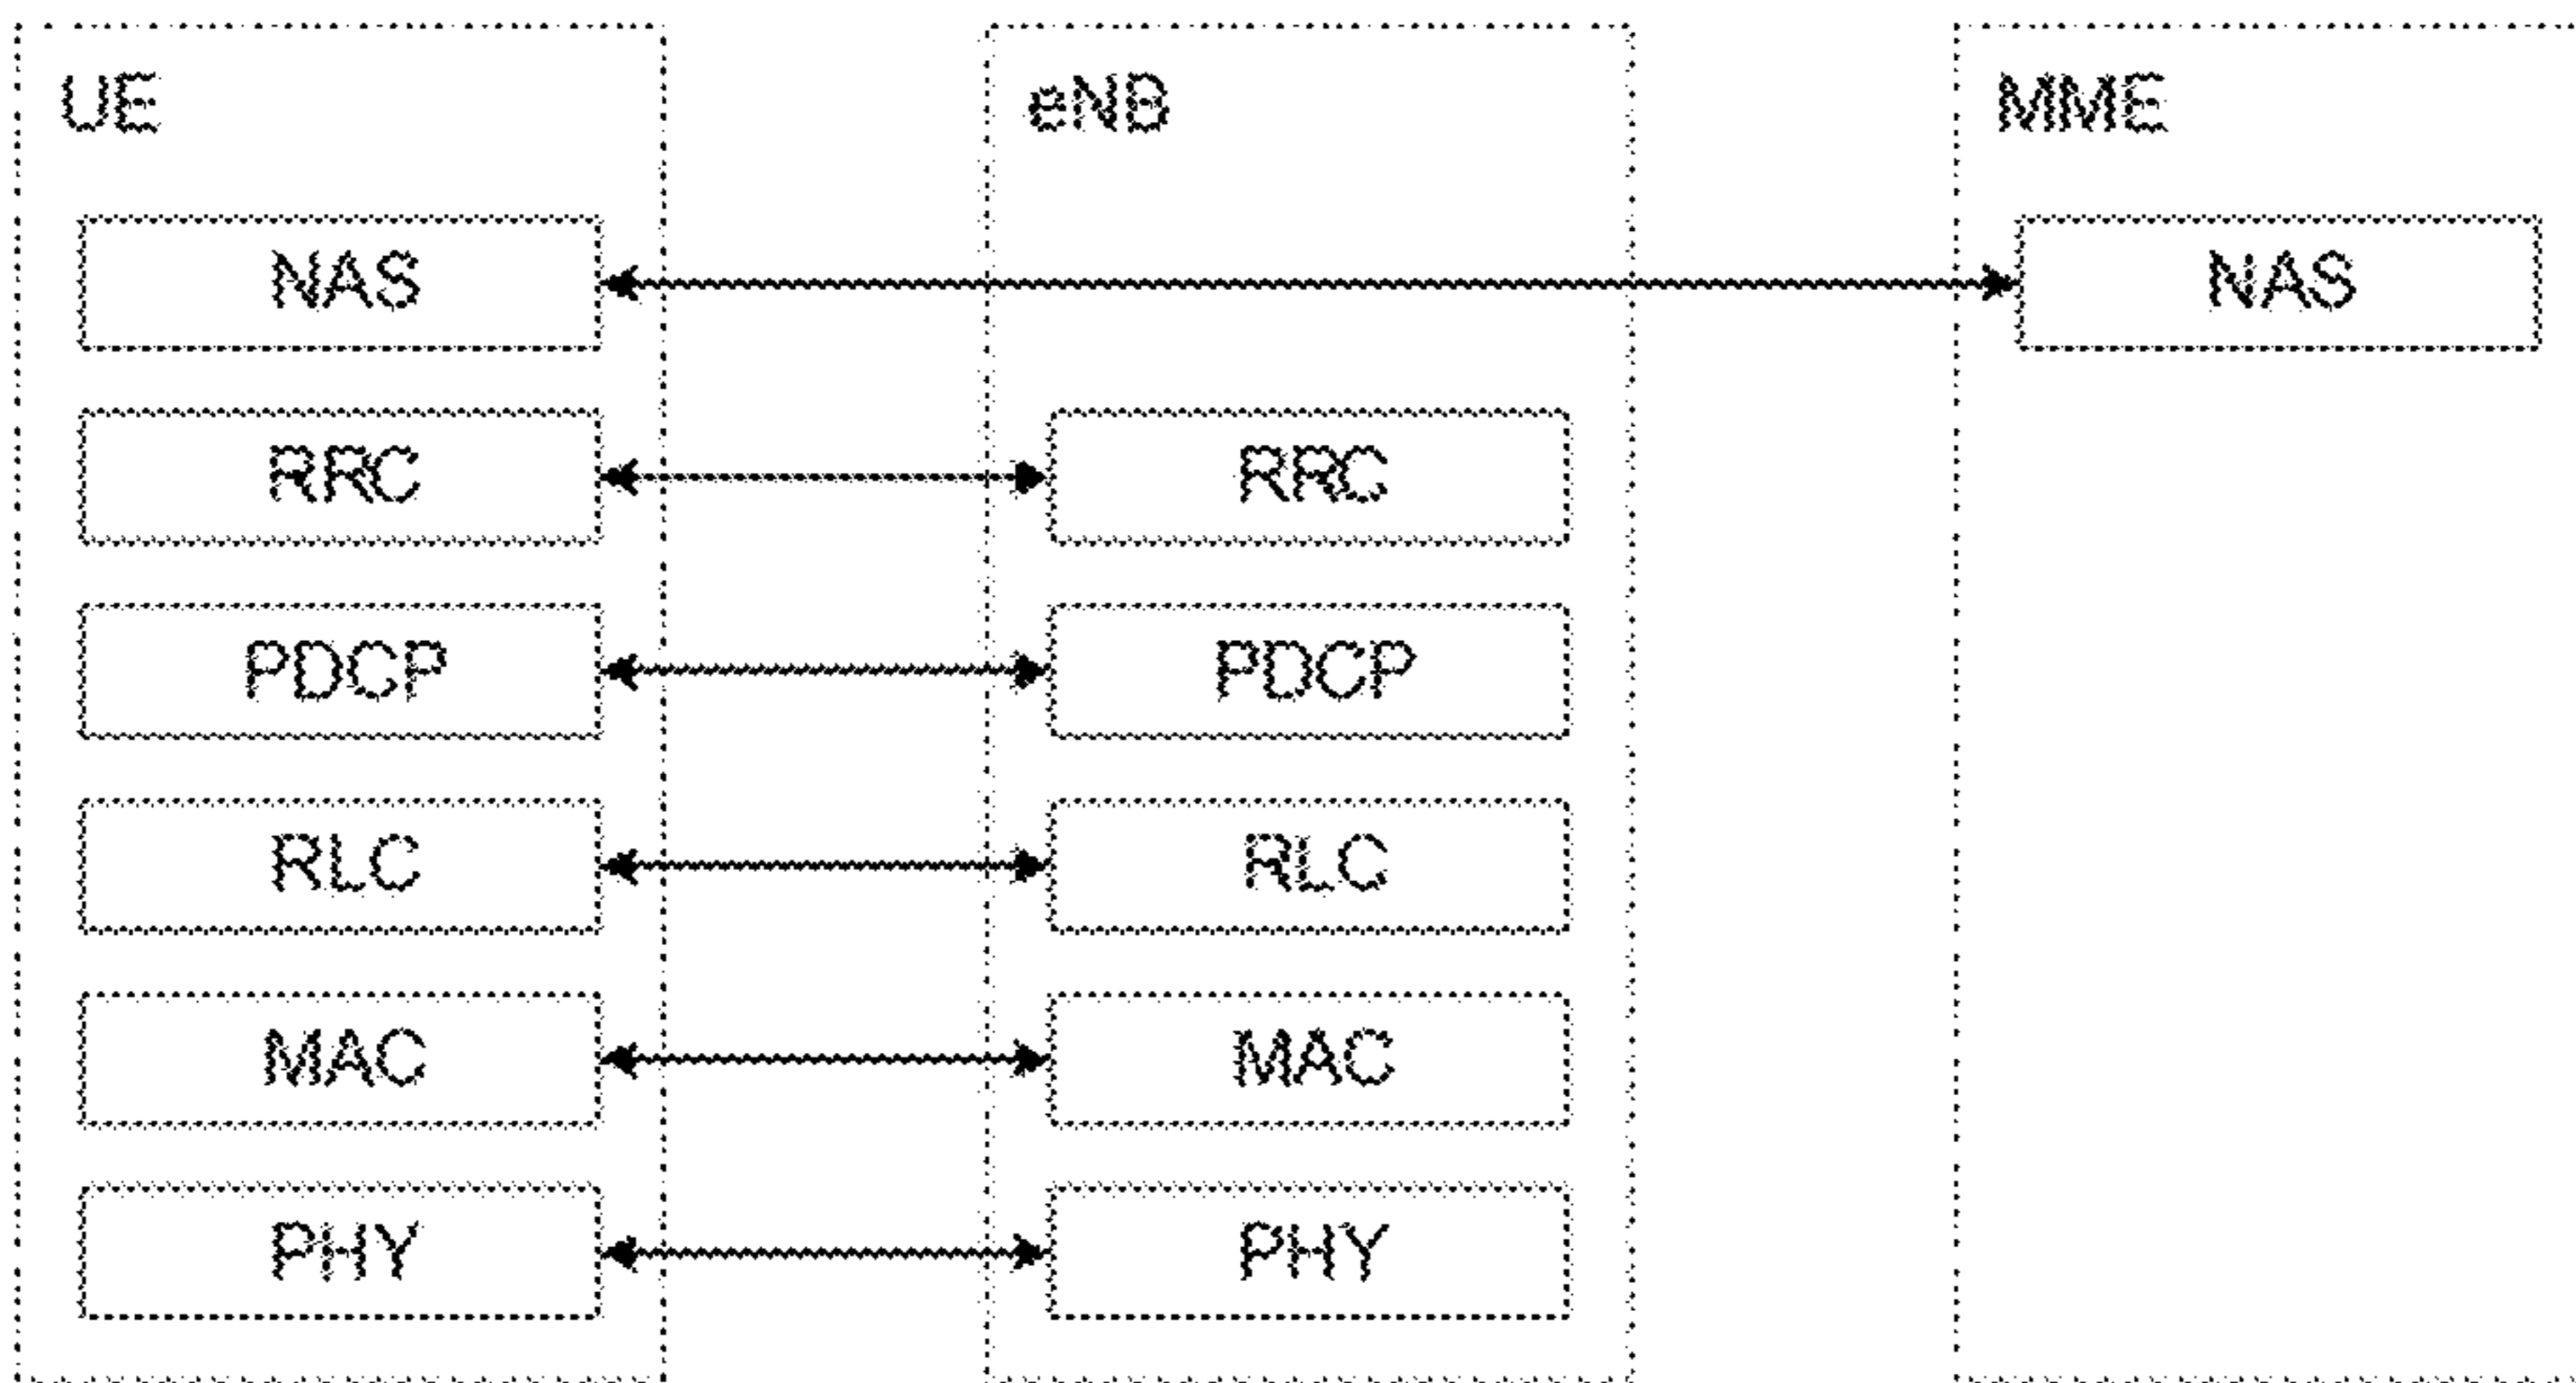 UE eNB MME
NAS NAS
RRC RRC
PDCP PDCP
RLC RLC
MAC MAC
PHY PHY